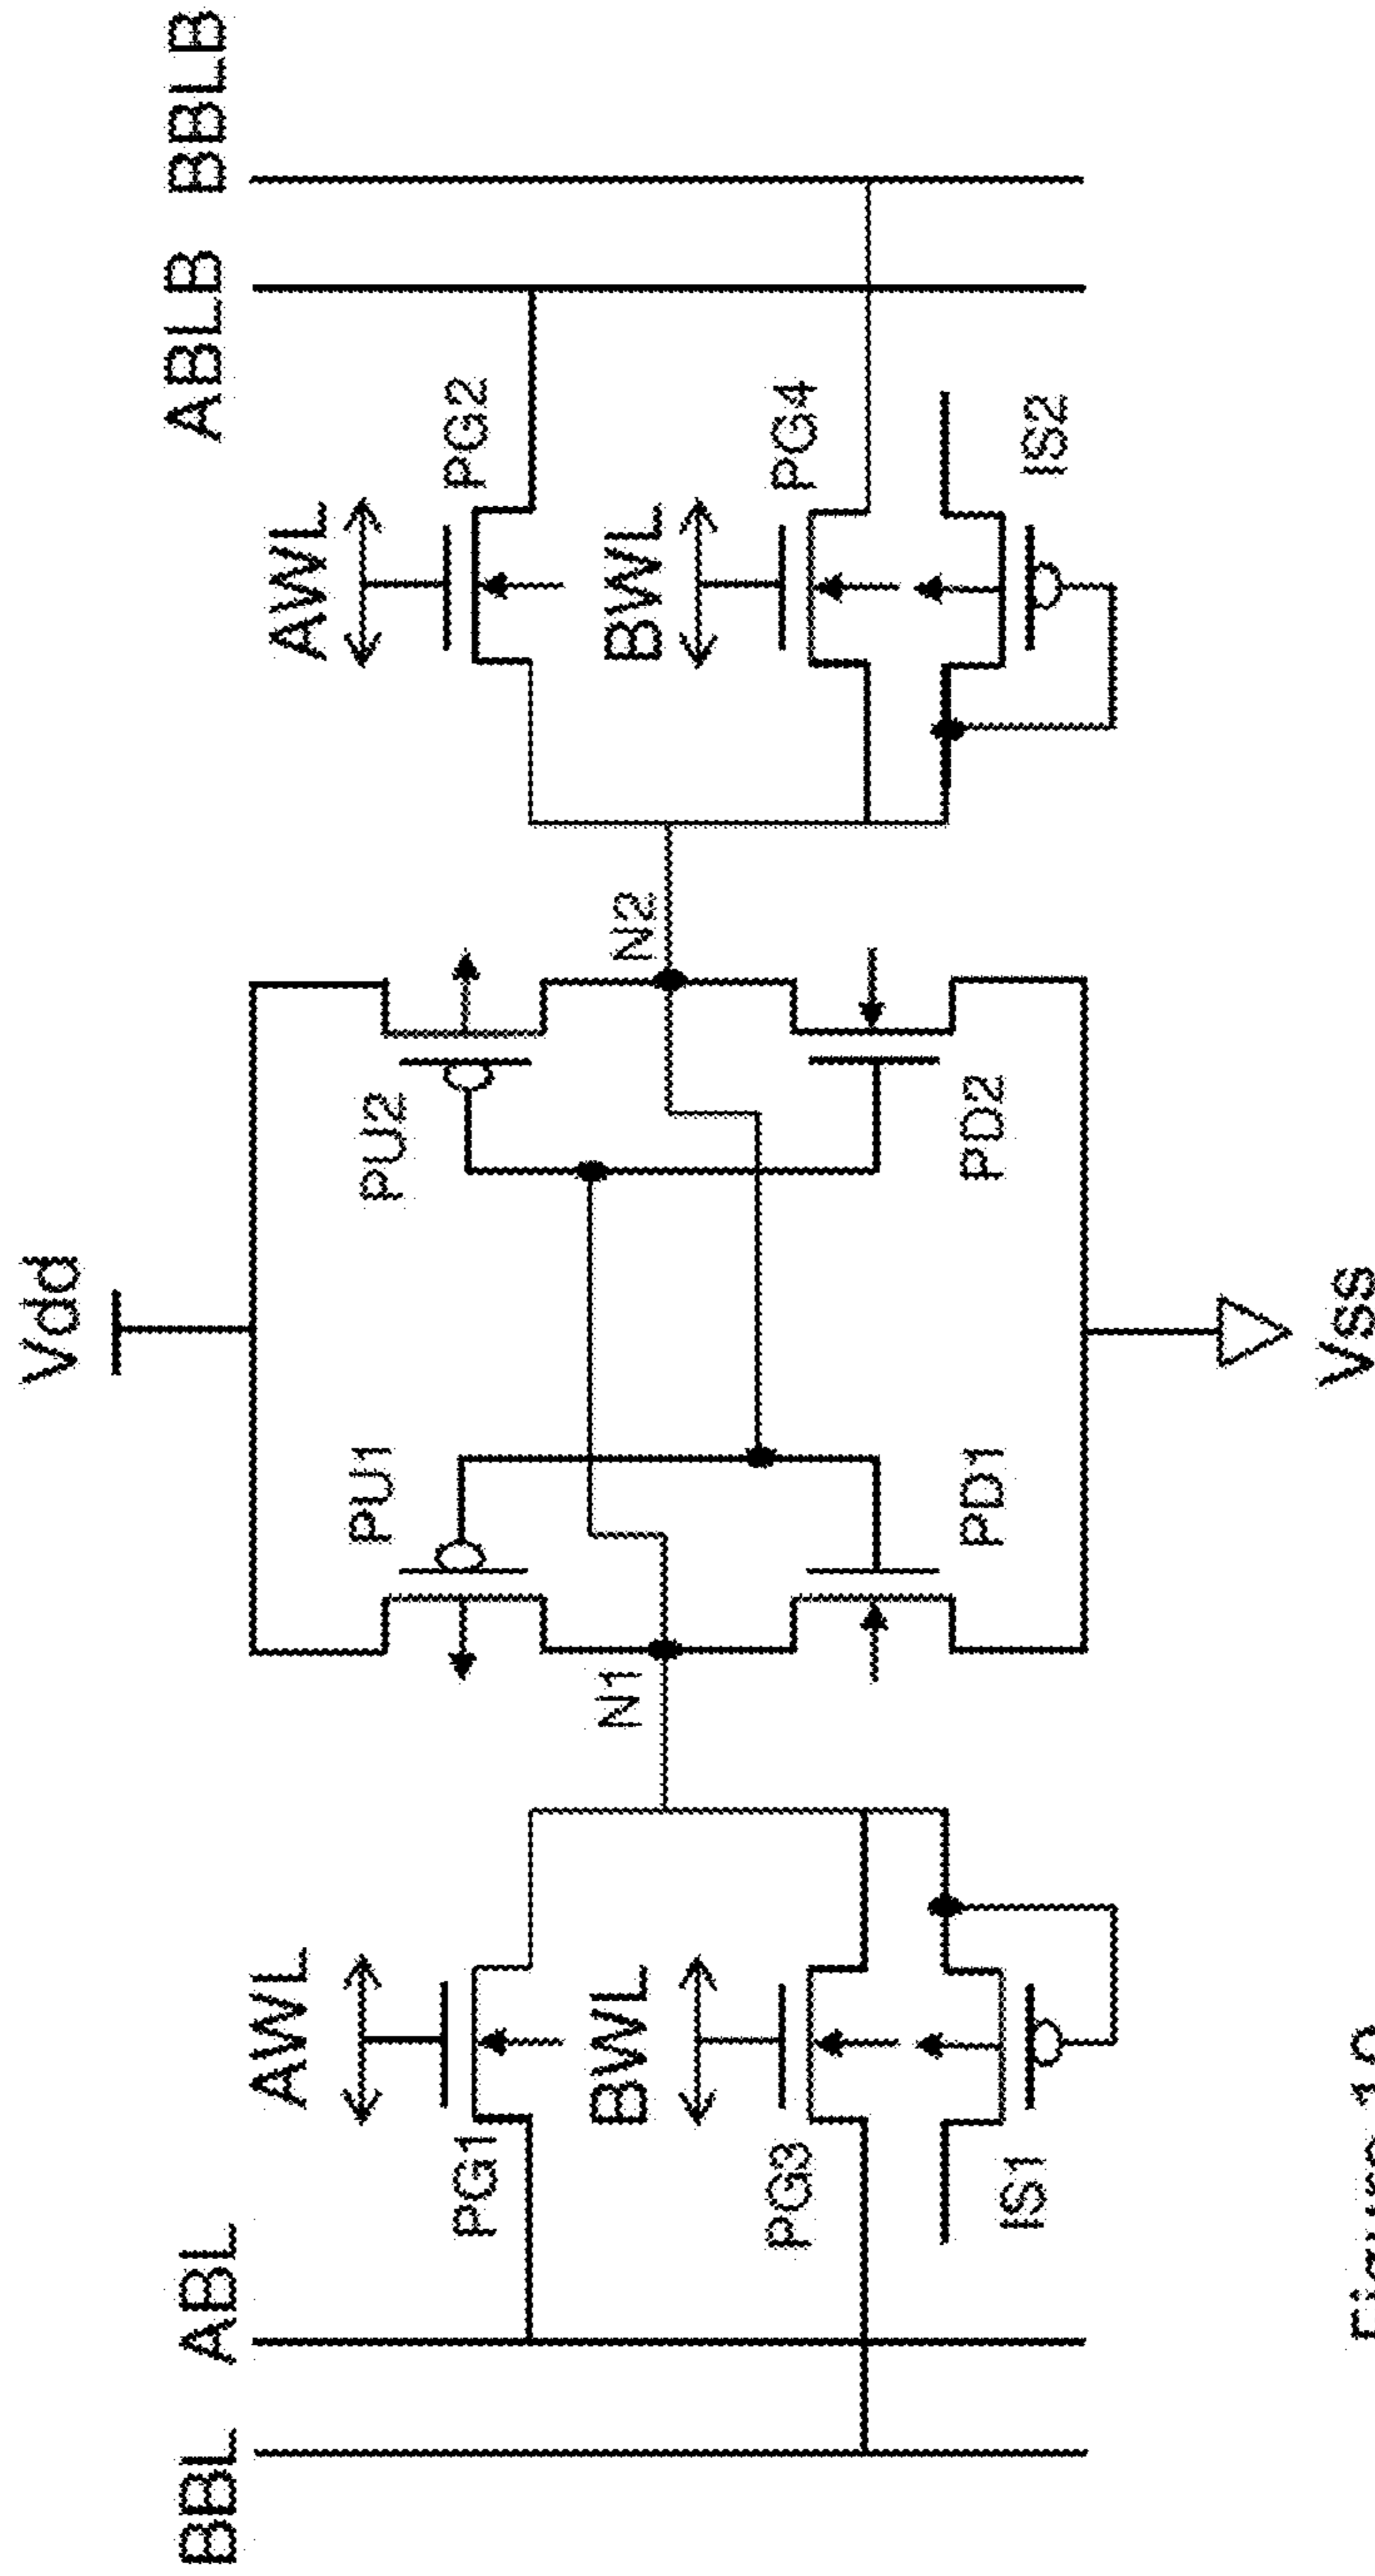 Vdd
BBL ABL ABLB BBLB
AWL AWL
PU1 PU2
PG1 PG2
N1 N2
BWL BWL
PG3 PG4
PD1 PD2
IS1 IS2
Vss
Figure